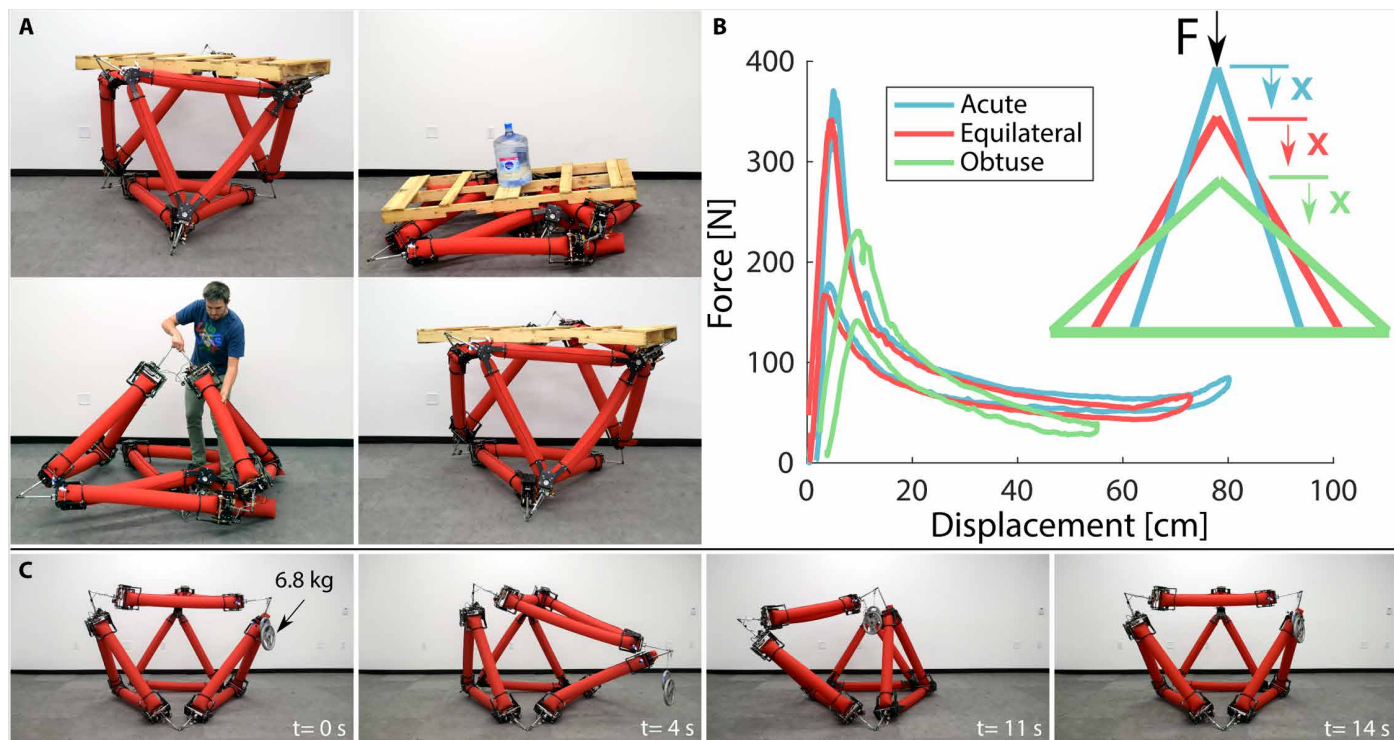 A
B
F
400
300
200
100
0
Force [N]
Acute
Equilateral
Obtuse
x
x
x
0
20
40
60
80
100
Displacement [cm]
C
6.8 kg
t= 0 s
t= 4 s
t= 11 s
t= 14 s